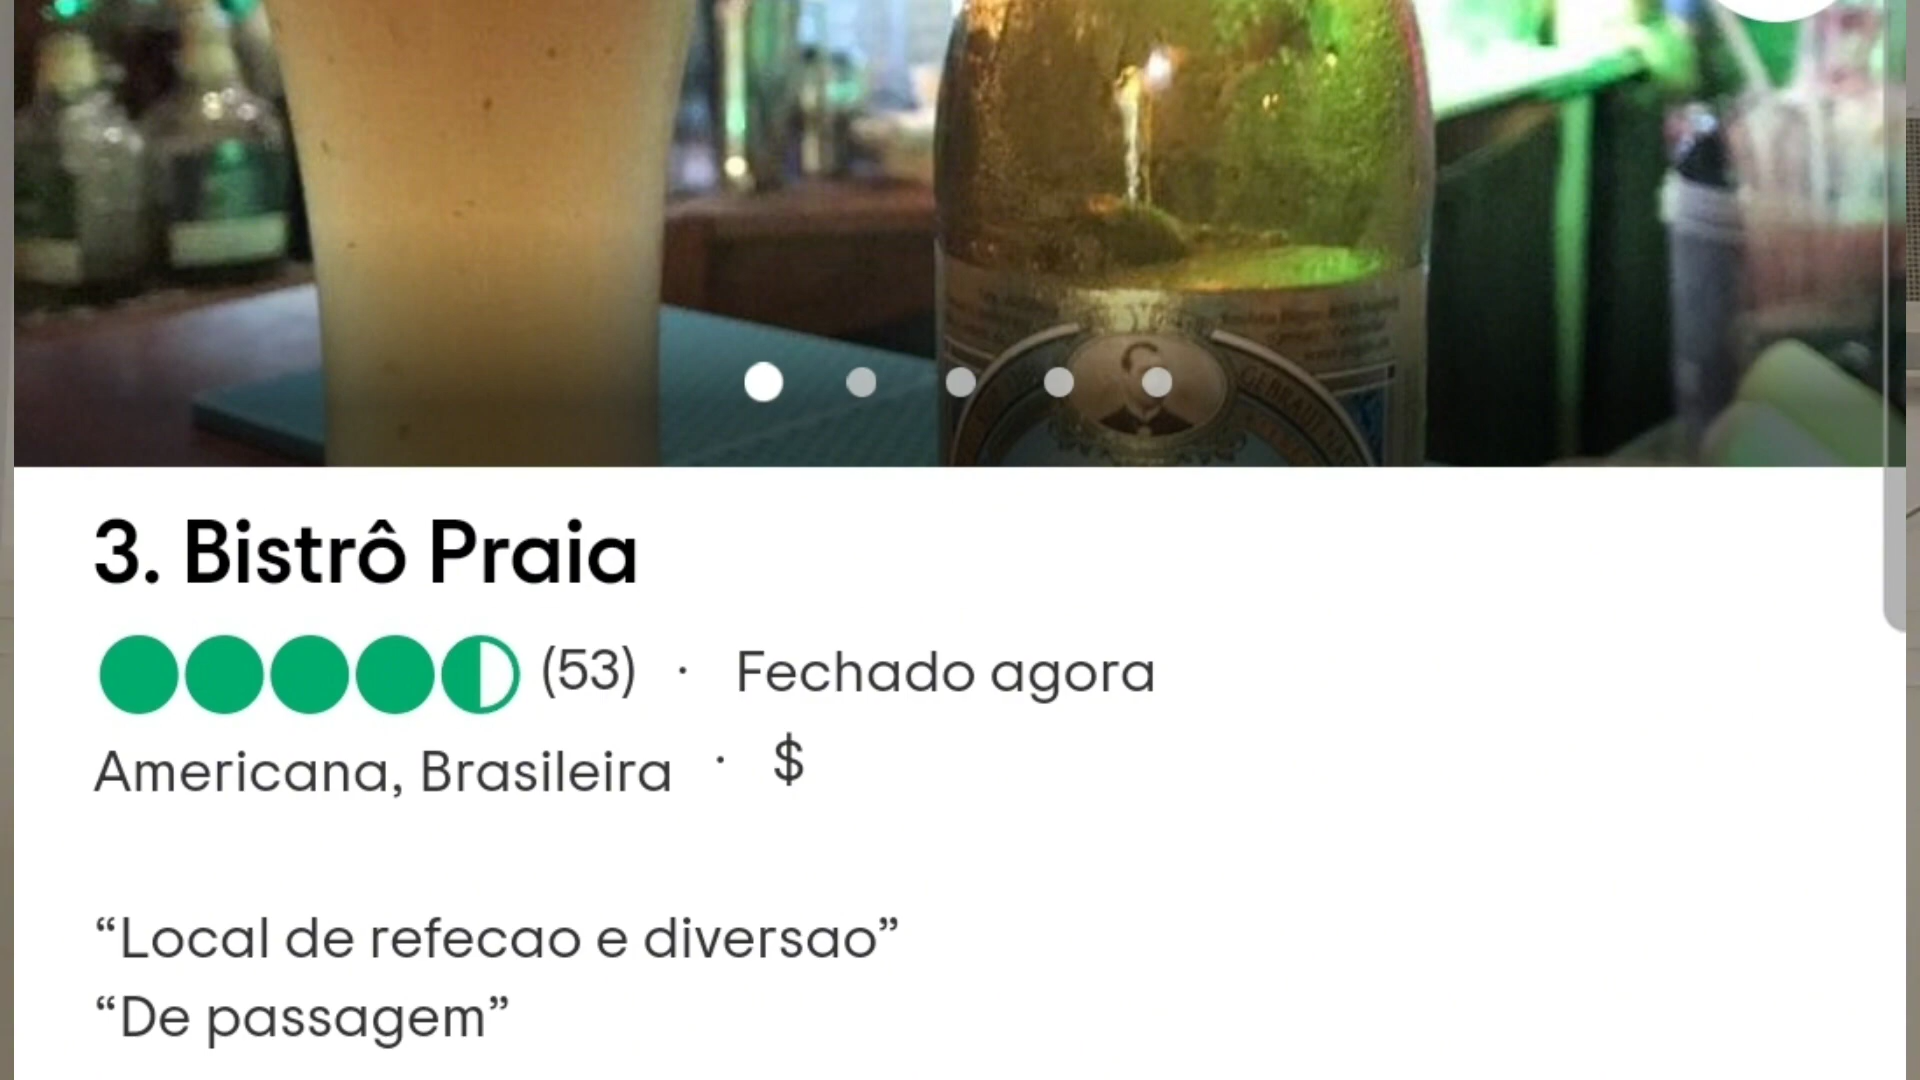 3. Bistrô Praia
(53) · Fechado agora
Americana, Brasileira · $
“Local de refecao e diversao”
“De passagem”